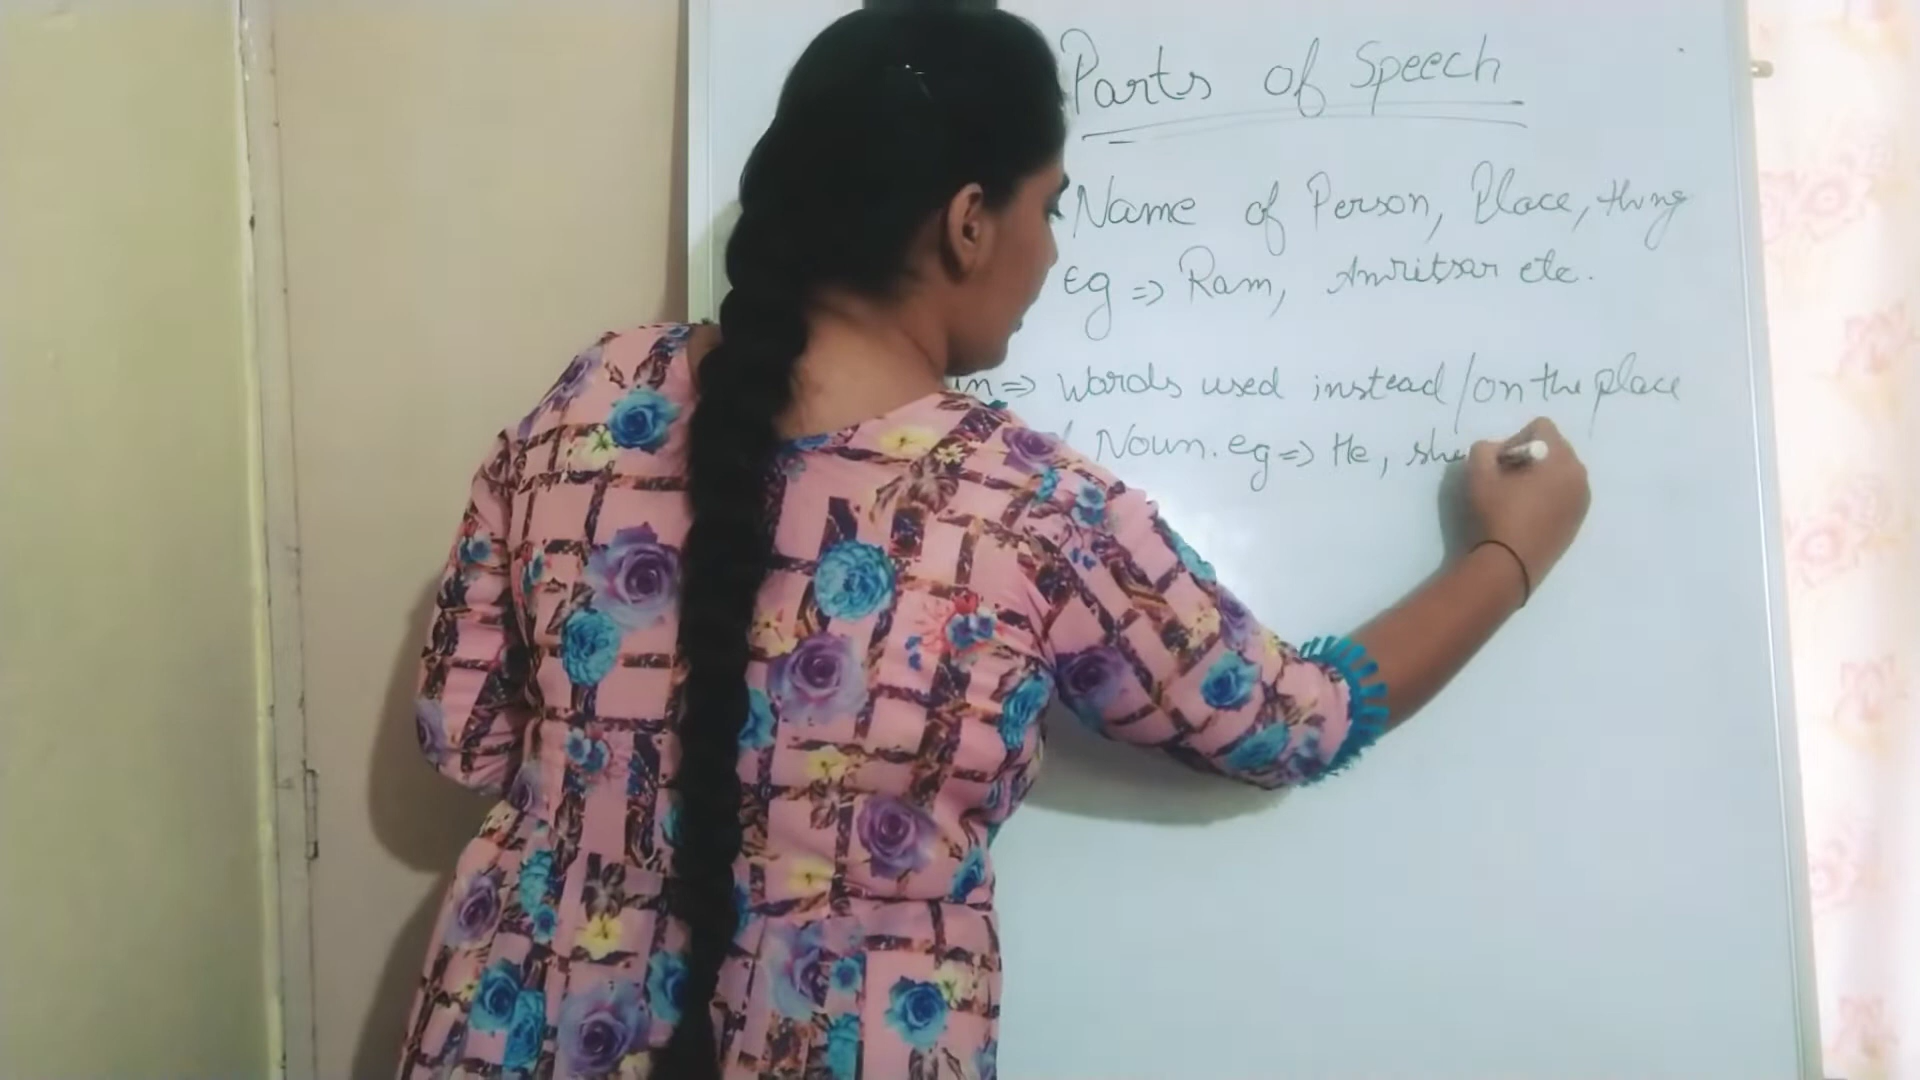 Parts of Speech
Name of Person, Place, thing
Eg => Ram, Amritsar etc.
=> Words used instead/on the place
Noun. eg => He, she